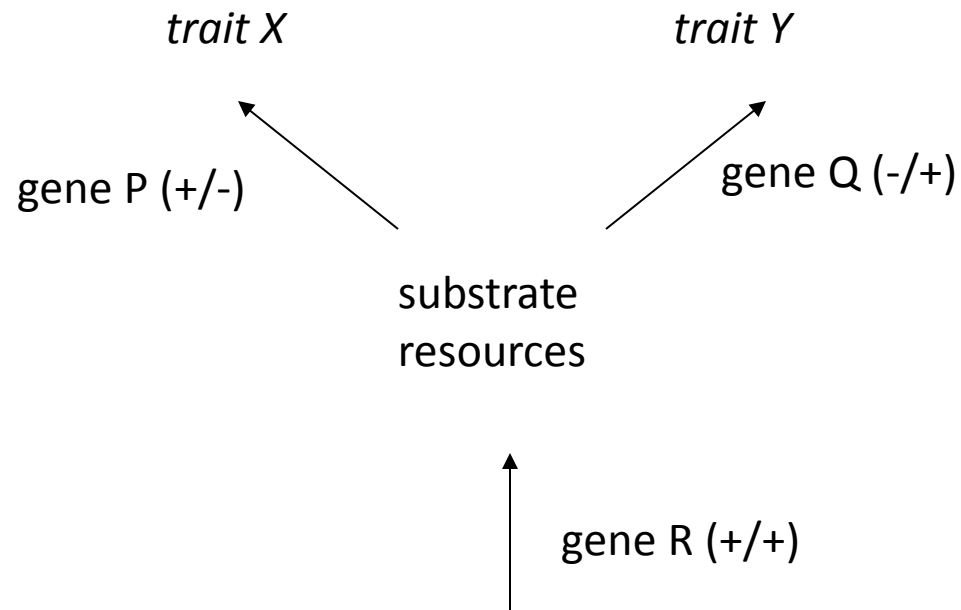 trait X
trait Y
gene P (+/-)
gene Q (-/+)
substrate
resources
gene R (+/+)